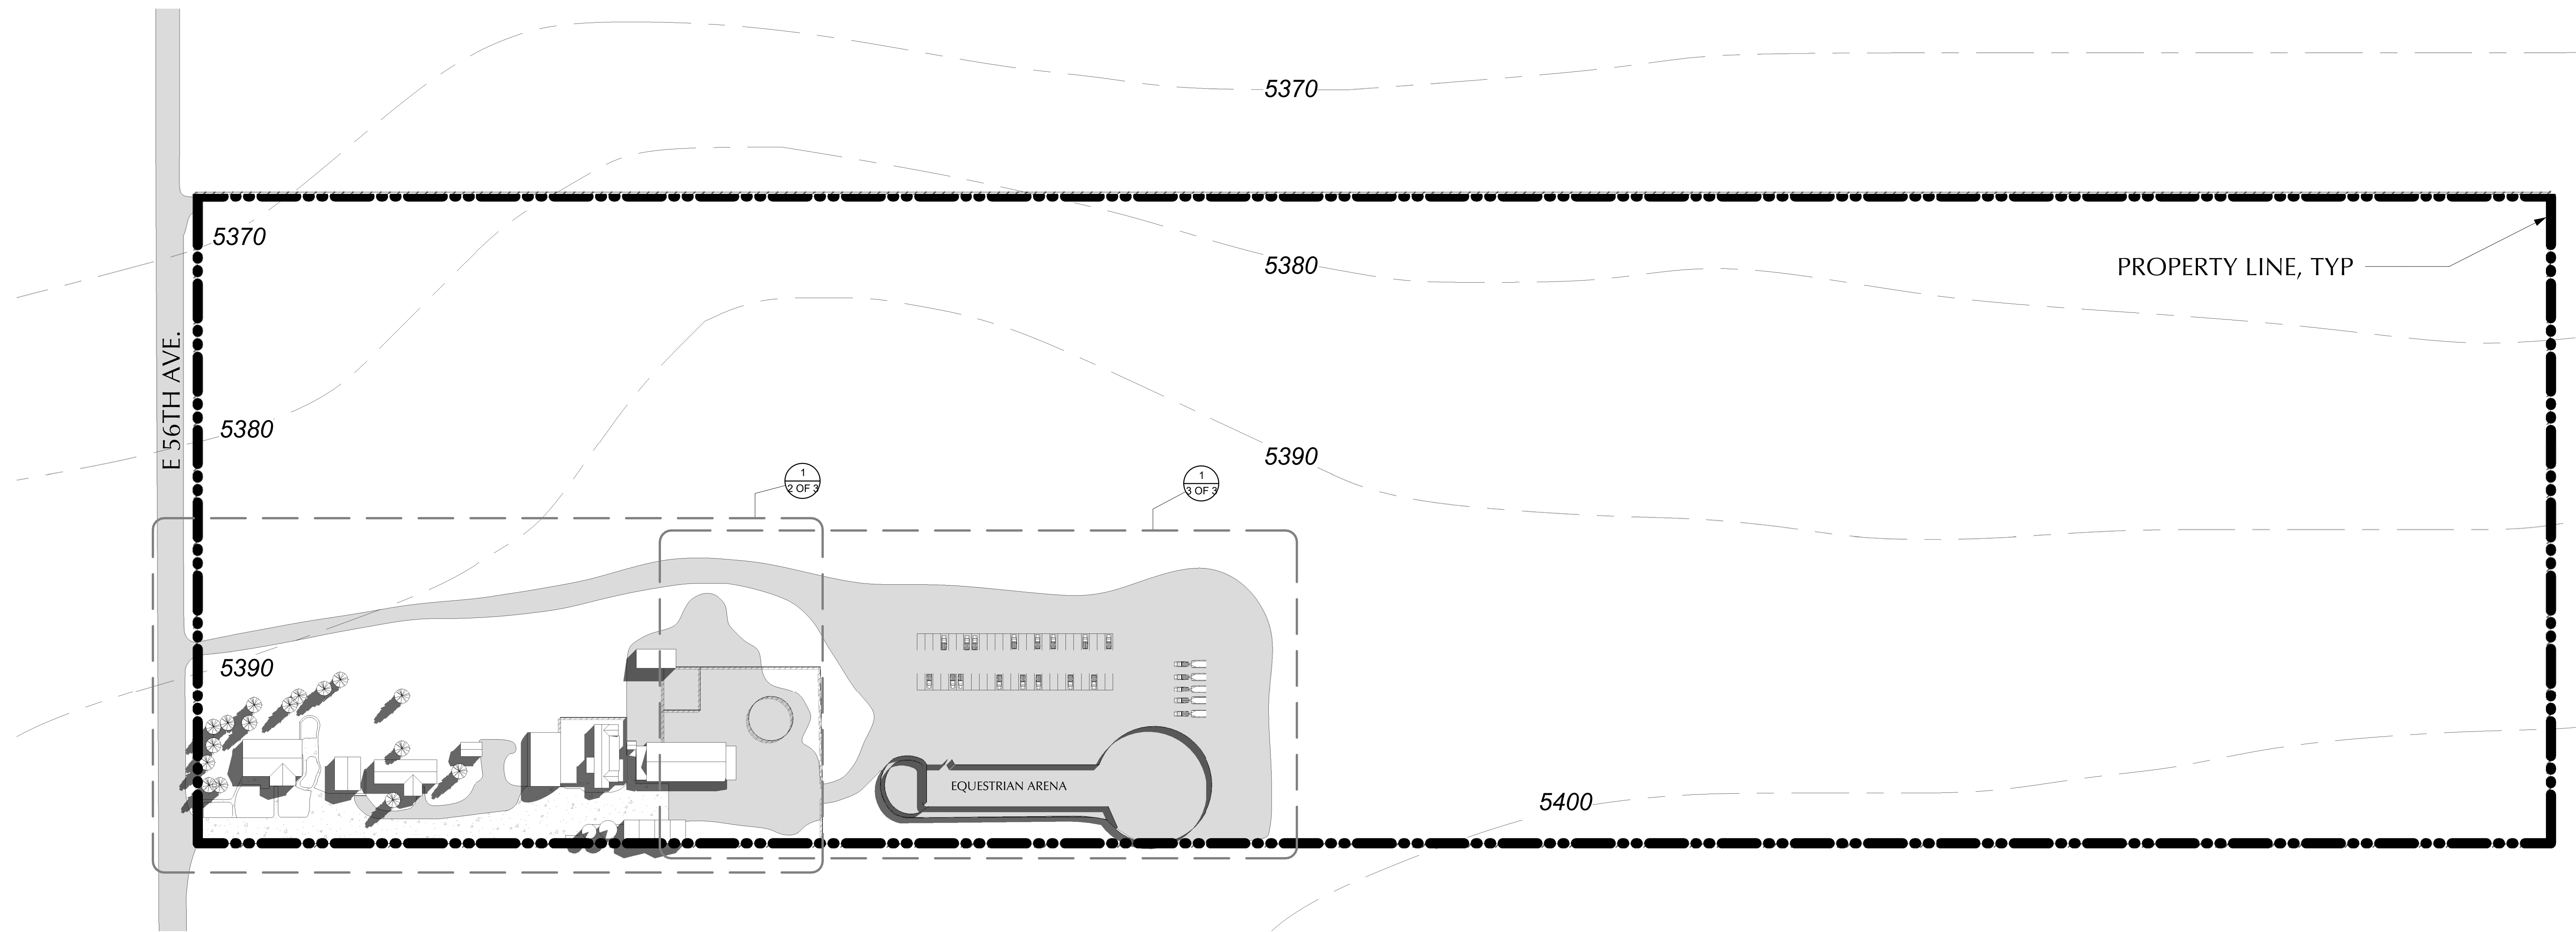 5370
5370
5380
PROPERTY LINE, TYP
E 56TH AVE.
5380
5390
1
2 OF 3
1
3 OF 3
5390
EQUESTRIAN ARENA
5400